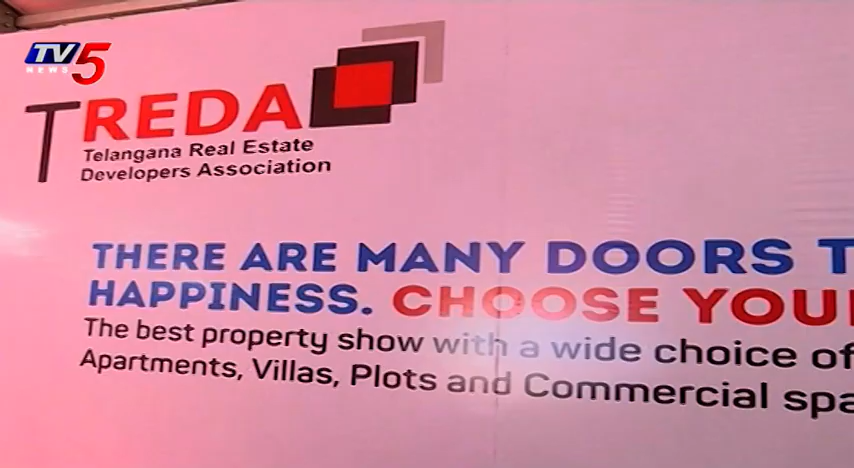 TV5
NEWS
TREDA
Telangana Real Estate
Developers Association
THERE ARE MANY DOORS T
HAPPINESS. CHOOSE YOU
The best property show with a wide choice of
Apartments, Villas, Plots and Commercial spa